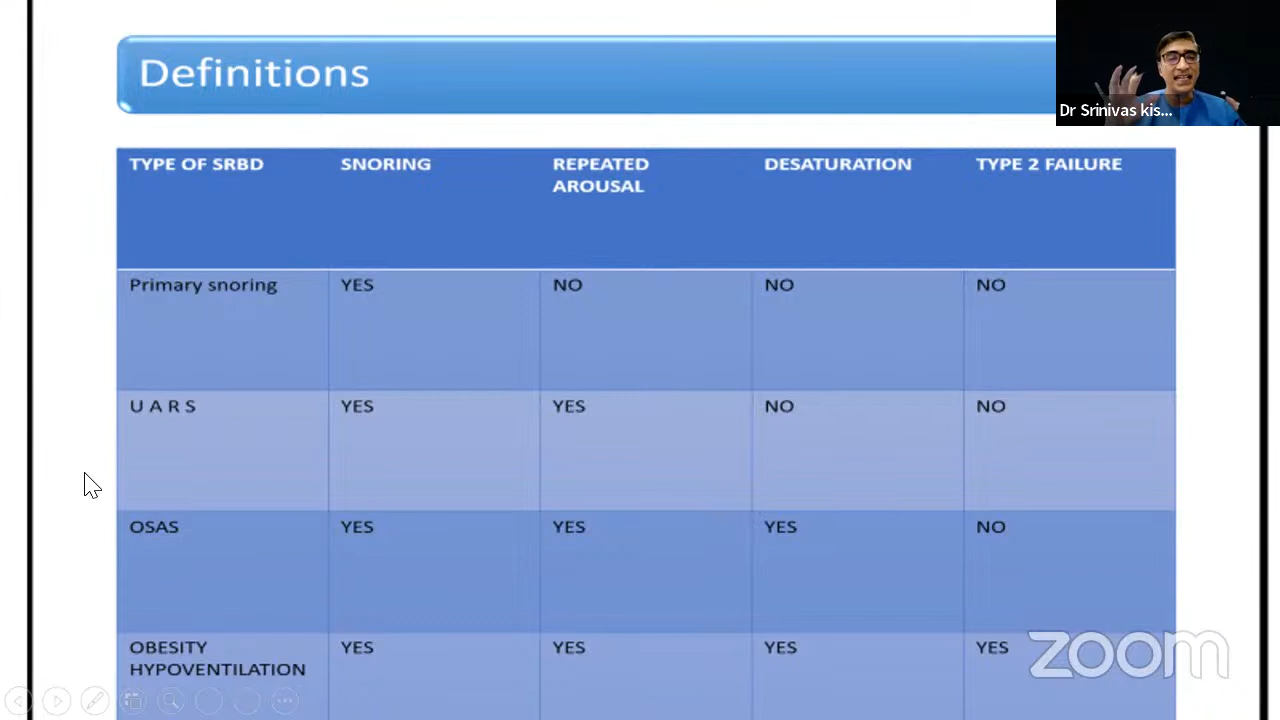 Definitions
Dr Srinivas kis...
TYPE OF SRBD SNORING REPEATED AROUSAL DESATURATION TYPE 2 FAILURE
Primary snoring YES NO NO NO
U A R S YES YES NO NO
OSAS YES YES YES NO
OBESITY HYPOVENTILATION YES YES YES YES
zoom